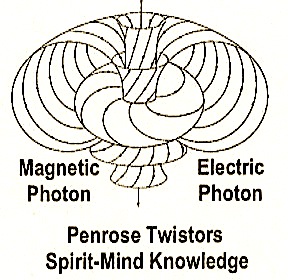 Magnetic
Photon
Electric
Photon
Penrose Twistors
Spirit-Mind Knowledge